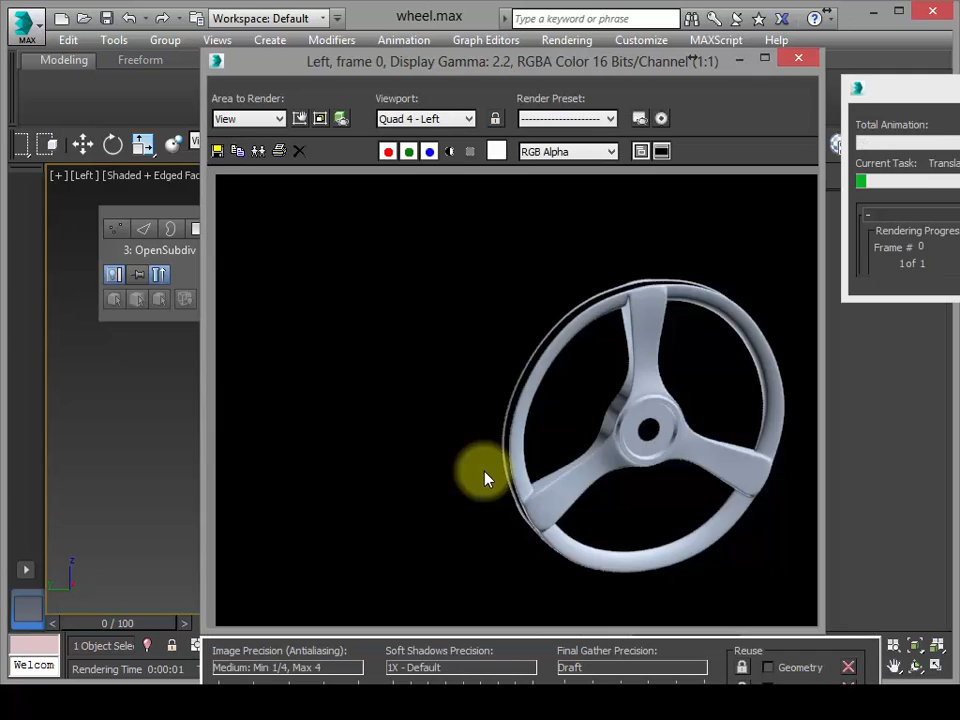 Workspace: Default
wheel.max
Type a keyword or phrase
MAX
Edit Tools Group Views Create Modifiers Animation Graph Editors Rendering Customize MAXScript Help
Modeling Freeform
Left, frame 0, Display Gamma: 2.2, RGBA Color 16 Bits/Channel (1:1)
Area to Render:
Viewport:
Render Preset:
View
Quad 4 - Left
RGB Alpha
Total Animation:
Current Task: Transla
[+] [Left] [Shaded + Edged Fac
3: OpenSubdiv
-
Rendering Progres
Frame # 0
1 of 1
z
0 / 100
1 Object Selec
Welcom
Rendering Time 0:00:01
Image Precision (Antialiasing):
Soft Shadows Precision:
Final Gather Precision:
Reuse
Medium: Min 1/4, Max 4
1X - Default
Draft
Geometry